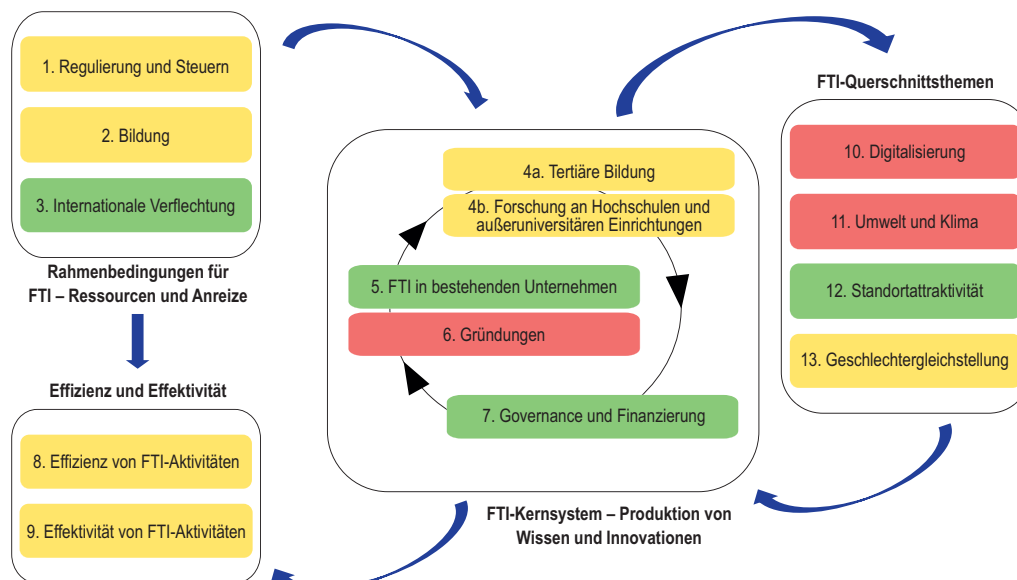 1. Regulierung und Steuern
2. Bildung
3. Internationale Verflechtung
Rahmenbedingungen für
FTI – Ressourcen und Anreize
Effizienz und Effektivität
8. Effizienz von FTI-Aktivitäten
9. Effektivität von FTI-Aktivitäten
4a. Tertiäre Bildung
4b. Forschung an Hochschulen und
außeruniversitären Einrichtungen
5. FTI in bestehenden Unternehmen
6. Gründungen
7. Governance und Finanzierung
FTI-Kernsystem – Produktion von
Wissen und Innovationen
FTI-Querschnittsthemen
10. Digitalisierung
11. Umwelt und Klima
12. Standortattraktivität
13. Geschlechtergleichstellung